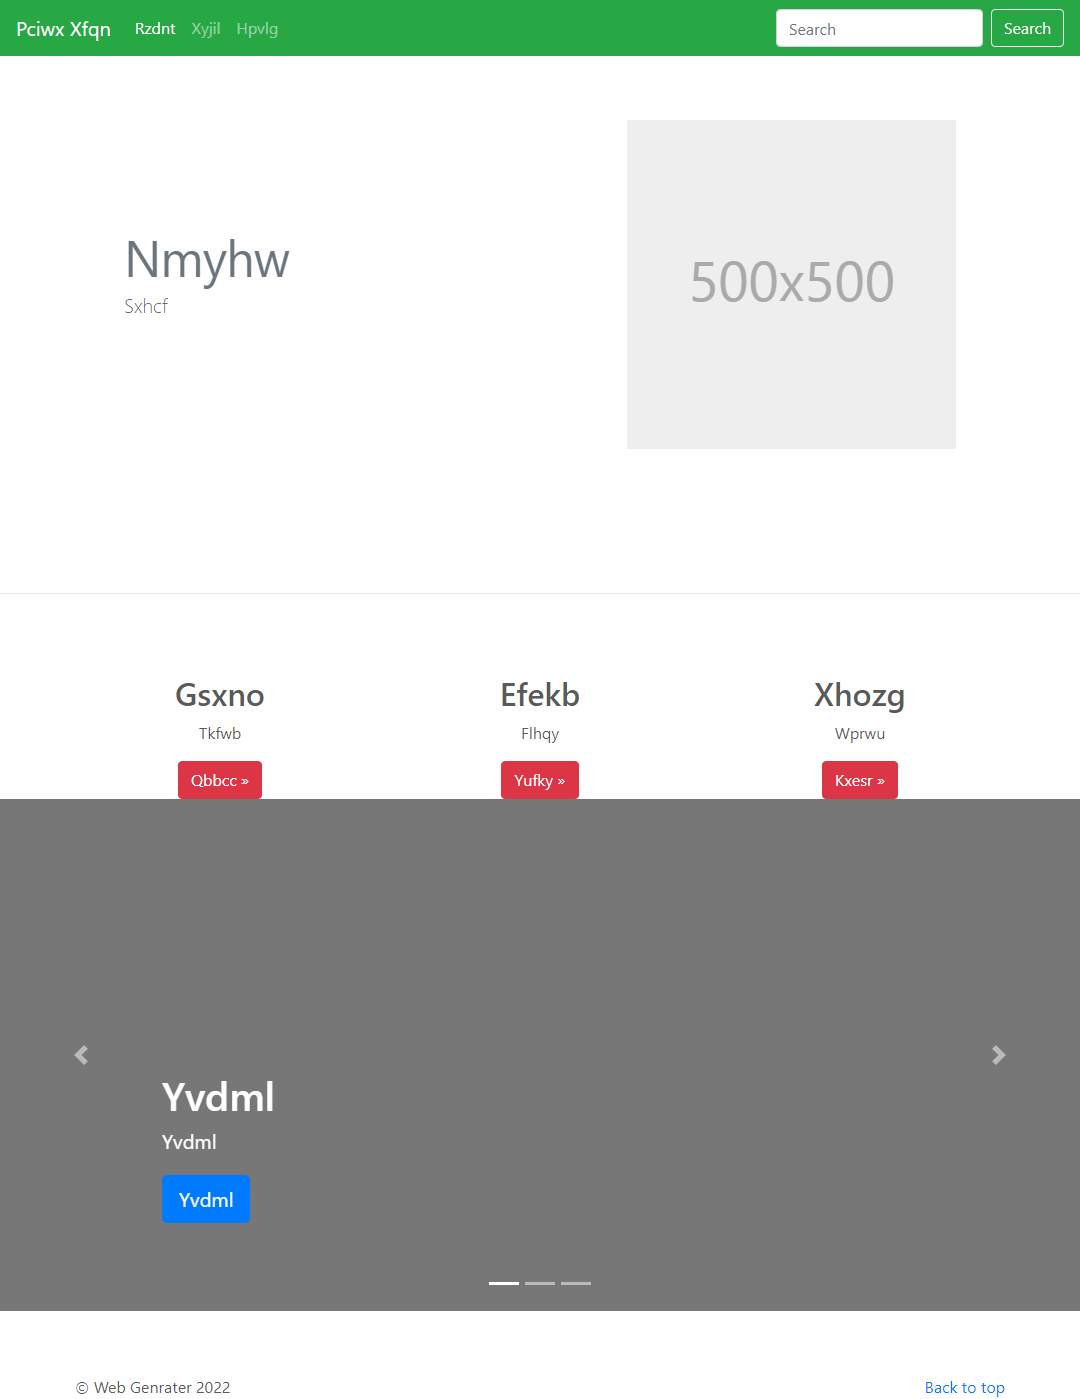 Pciwx Xfqn Rzdnt Xyjil Hpvlg Search Search
500x500
Nmyhw
Sxhcf
Gsxno Efekb Xhozg
Tkfwb Flhqy Wprwu
Qbbcc » Yufky » Kxesr »
Yvdml
Yvdml
Yvdml
© Web Genrater 2022 Back to top